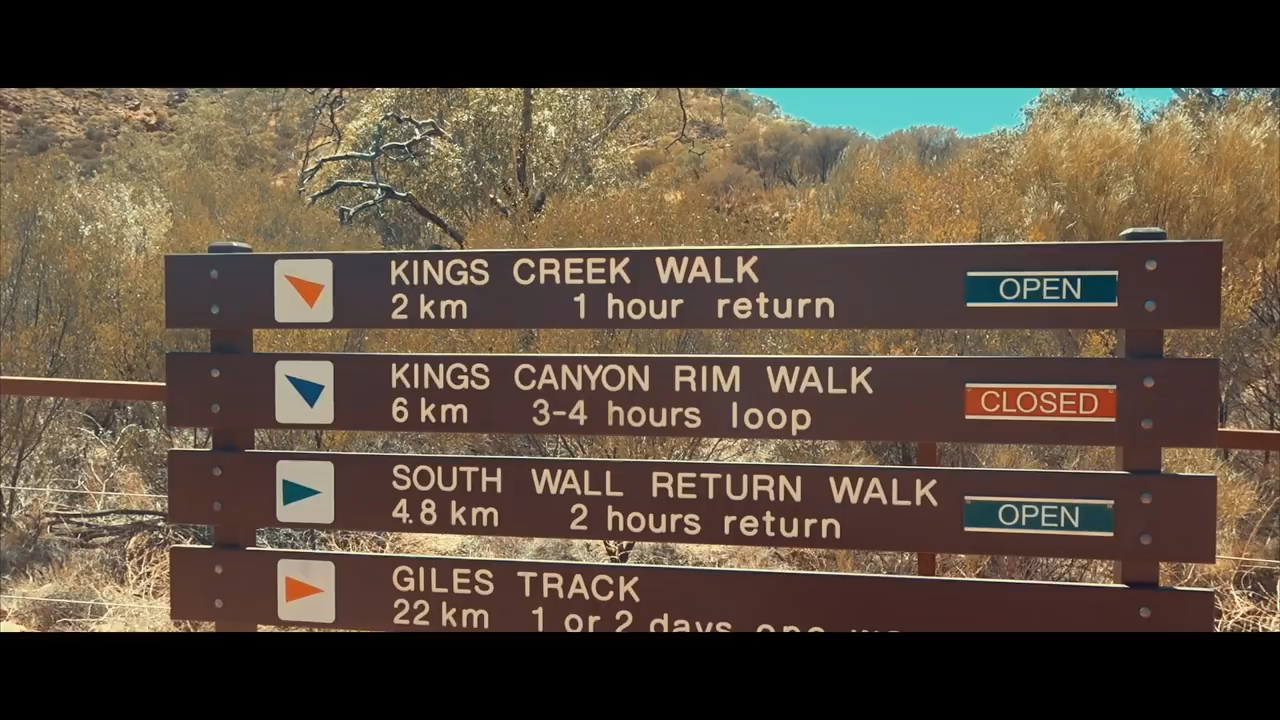 KINGS CREEK WALK
2 km 1 hour return
OPEN
KINGS CANYON RIM WALK
6 km 3-4 hours loop
CLOSED
SOUTH WALL RETURN WALK
4.8 km 2 hours return
OPEN
GILES TRACK
22 km 1 or 2 days one